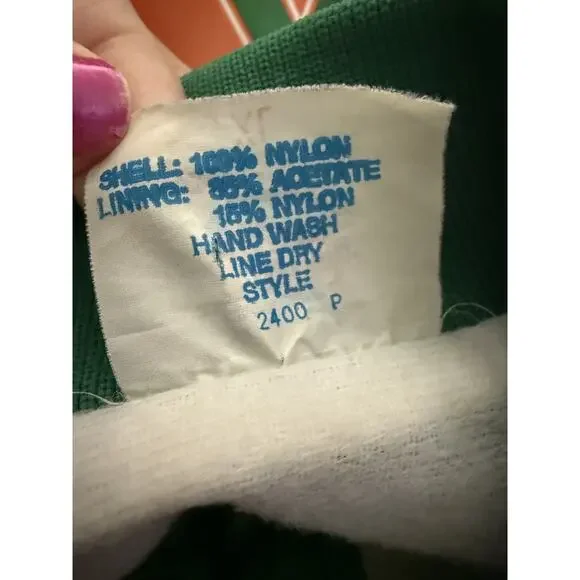 SHELL: 100% NYLON
LINING: 85% ACETATE
15% NYLON
HAND WASH
LINE DRY
STYLE
2400 P